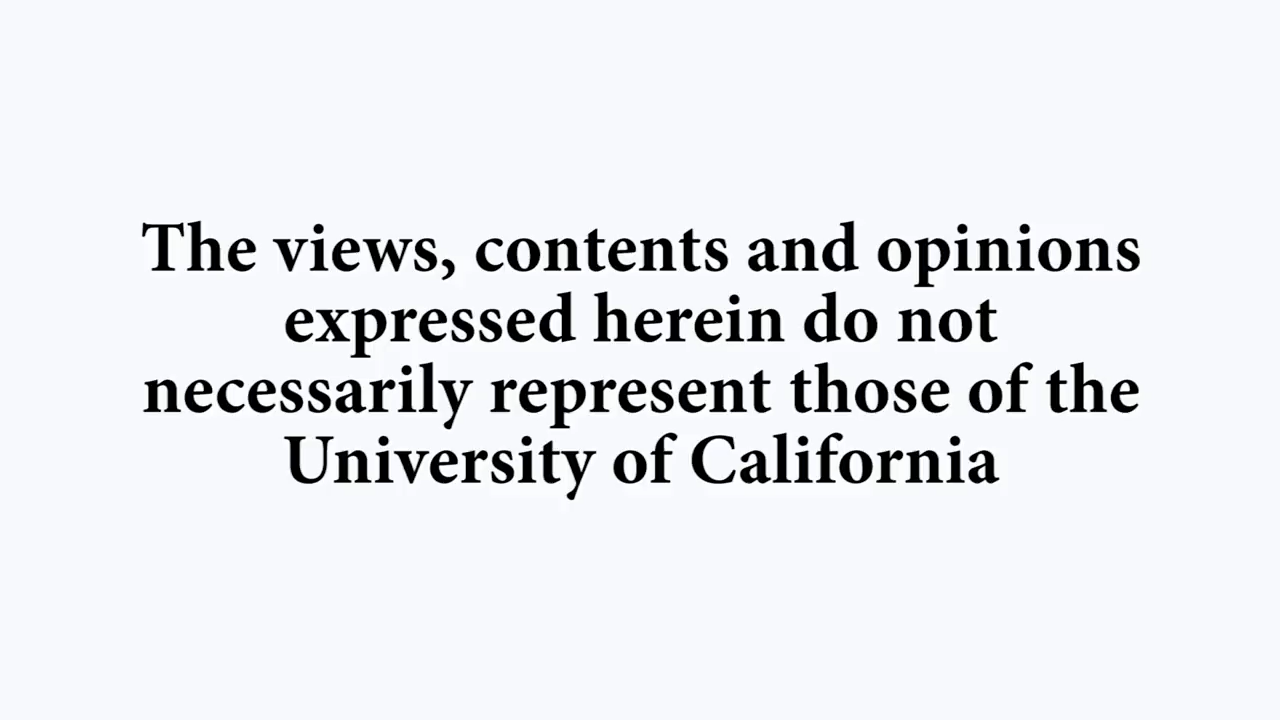 The views, contents and opinions
expressed herein do not
necessarily represent those of the
University of California